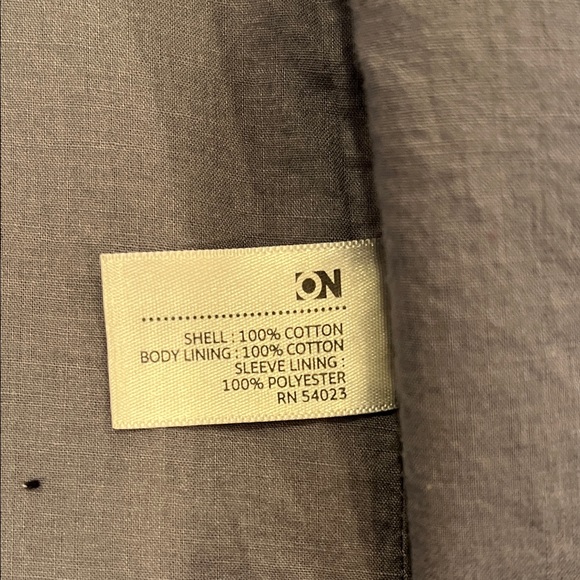 ON
SHELL : 100% COTTON
BODY LINING : 100% COTTON
SLEEVE LINING :
100% POLYESTER
RN 54023